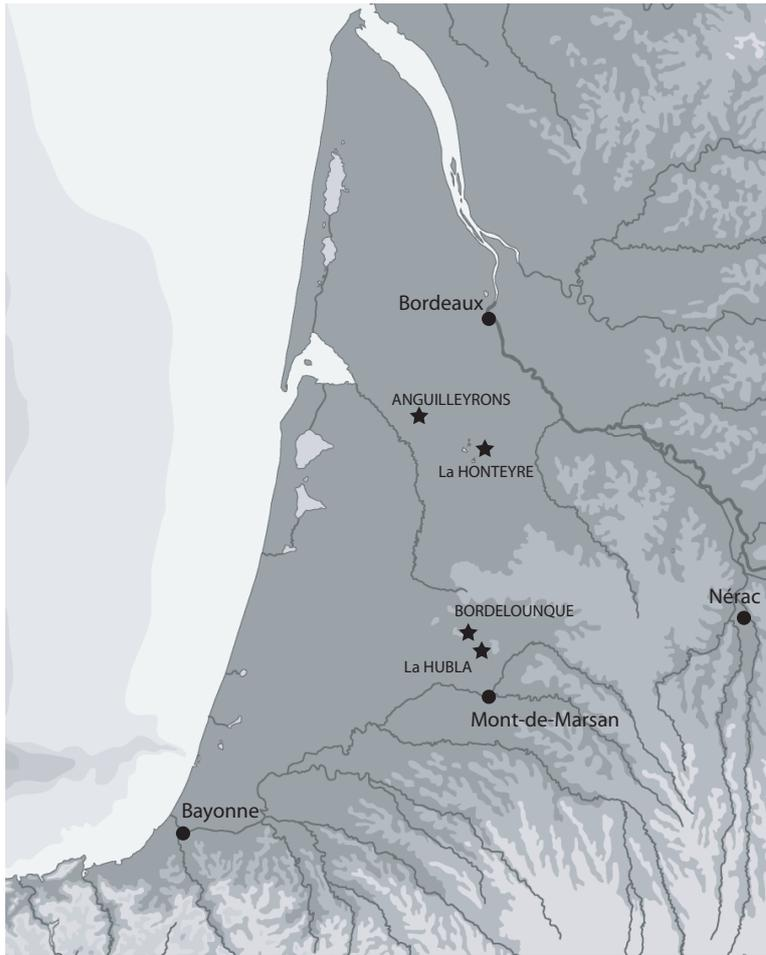 Bordeaux
ANGUILLEYRONS
La HONTEYRE
Nérac
BORDELOUNQUE
La HUBLA
Mont-de-Marsan
Bayonne